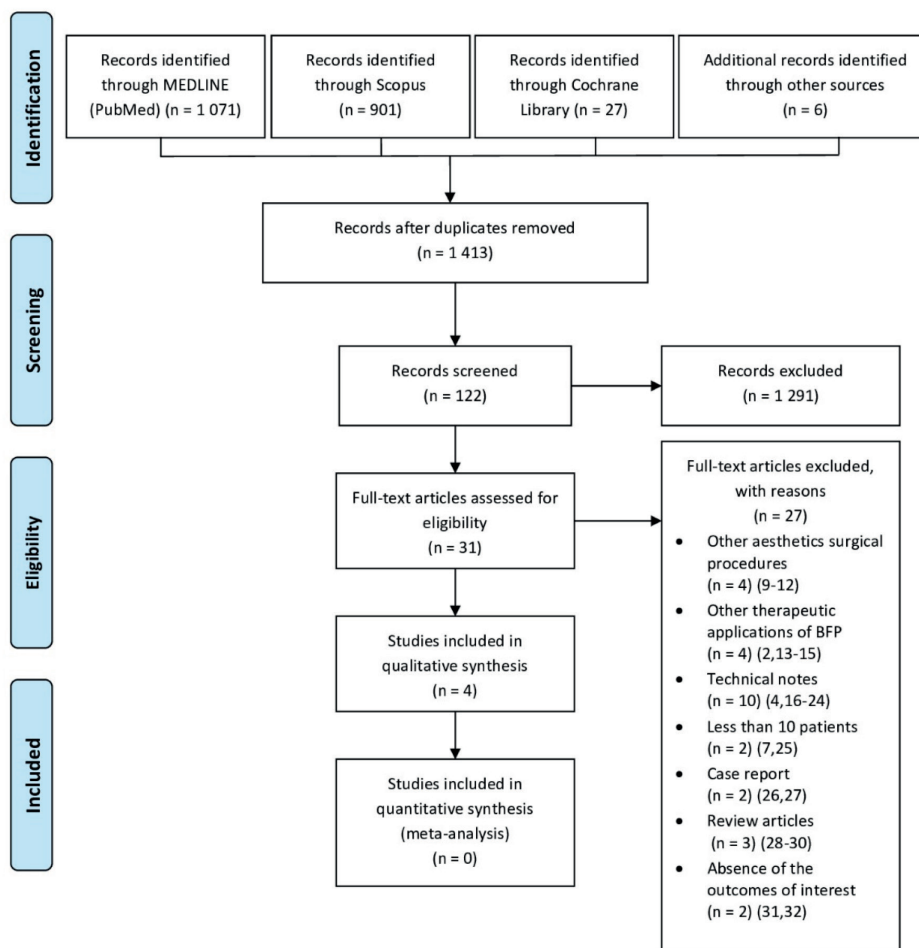 Identification
Records identified
through MEDLINE
(PubMed) (n = 1 071)
Records identified
through Scopus
(n = 901)
Records identified
through Cochrane
Library (n = 27)
Additional records identified
through other sources
(n = 6)
Records after duplicates removed
(n = 1 413)
Screening
Records screened
(n = 122)
Records excluded
(n = 1 291)
Eligibility
Full-text articles assessed for
eligibility
(n = 31)
Full-text articles excluded,
with reasons
(n = 27)
• Other aesthetics surgical
procedures
(n = 4) (9-12)
• Other therapeutic
applications of BFP
(n = 4) (2,13-15)
• Technical notes
(n = 10) (4,16-24)
• Less than 10 patients
(n = 2) (7,25)
• Case report
(n = 2) (26,27)
• Review articles
(n = 3) (28-30)
• Absence of the
outcomes of interest
(n = 2) (31,32)
Studies included in
qualitative synthesis
(n = 4)
Included
Studies included in
quantitative synthesis
(meta-analysis)
(n = 0)